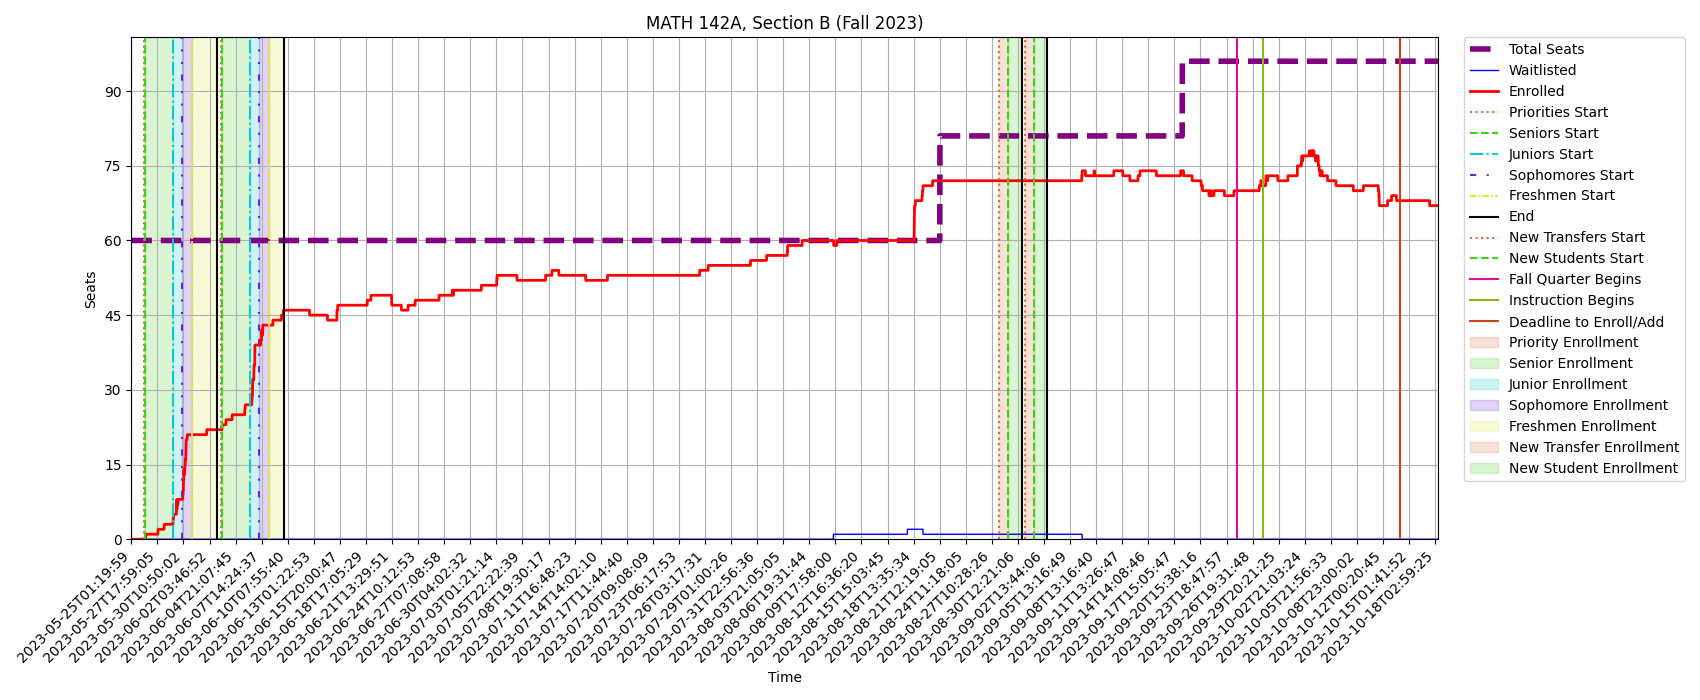 MATH 142A, Section B (Fall 2023)
Seats
90
75
60
45
30
15
0
2023-05-25T01:19:59
2023-05-27T17:59:05
2023-05-30T10:50:02
2023-06-02T03:46:52
2023-06-04T21:07:45
2023-06-07T14:24:37
2023-06-10T07:55:40
2023-06-13T01:22:53
2023-06-15T20:00:47
2023-06-18T17:05:29
2023-06-21T13:29:51
2023-06-24T10:12:53
2023-06-27T07:08:58
2023-06-30T04:02:32
2023-07-03T01:21:14
2023-07-05T22:22:39
2023-07-08T19:30:17
2023-07-11T16:48:23
2023-07-14T14:02:10
2023-07-17T11:44:40
2023-07-20T09:08:09
2023-07-23T06:17:53
2023-07-26T03:17:31
2023-07-29T01:00:26
2023-07-31T22:56:36
2023-08-03T21:05:05
2023-08-06T19:31:44
2023-08-09T17:58:00
2023-08-12T16:36:20
2023-08-15T15:03:45
2023-08-18T13:35:34
2023-08-21T12:19:05
2023-08-24T11:18:05
2023-08-27T10:28:26
2023-08-30T12:21:06
2023-09-02T13:44:06
2023-09-05T13:16:49
2023-09-08T13:16:40
2023-09-11T13:26:47
2023-09-14T14:08:46
2023-09-17T15:05:47
2023-09-20T15:38:16
2023-09-23T18:47:57
2023-09-26T19:31:48
2023-09-29T20:21:25
2023-10-02T21:03:24
2023-10-05T21:56:33
2023-10-08T23:00:02
2023-10-12T00:20:45
2023-10-15T01:41:52
2023-10-18T02:59:25
Time
Total Seats
Waitlisted
Enrolled
Priorities Start
Seniors Start
Juniors Start
Sophomores Start
Freshmen Start
End
New Transfers Start
New Students Start
Fall Quarter Begins
Instruction Begins
Deadline to Enroll/Add
Priority Enrollment
Senior Enrollment
Junior Enrollment
Sophomore Enrollment
Freshmen Enrollment
New Transfer Enrollment
New Student Enrollment